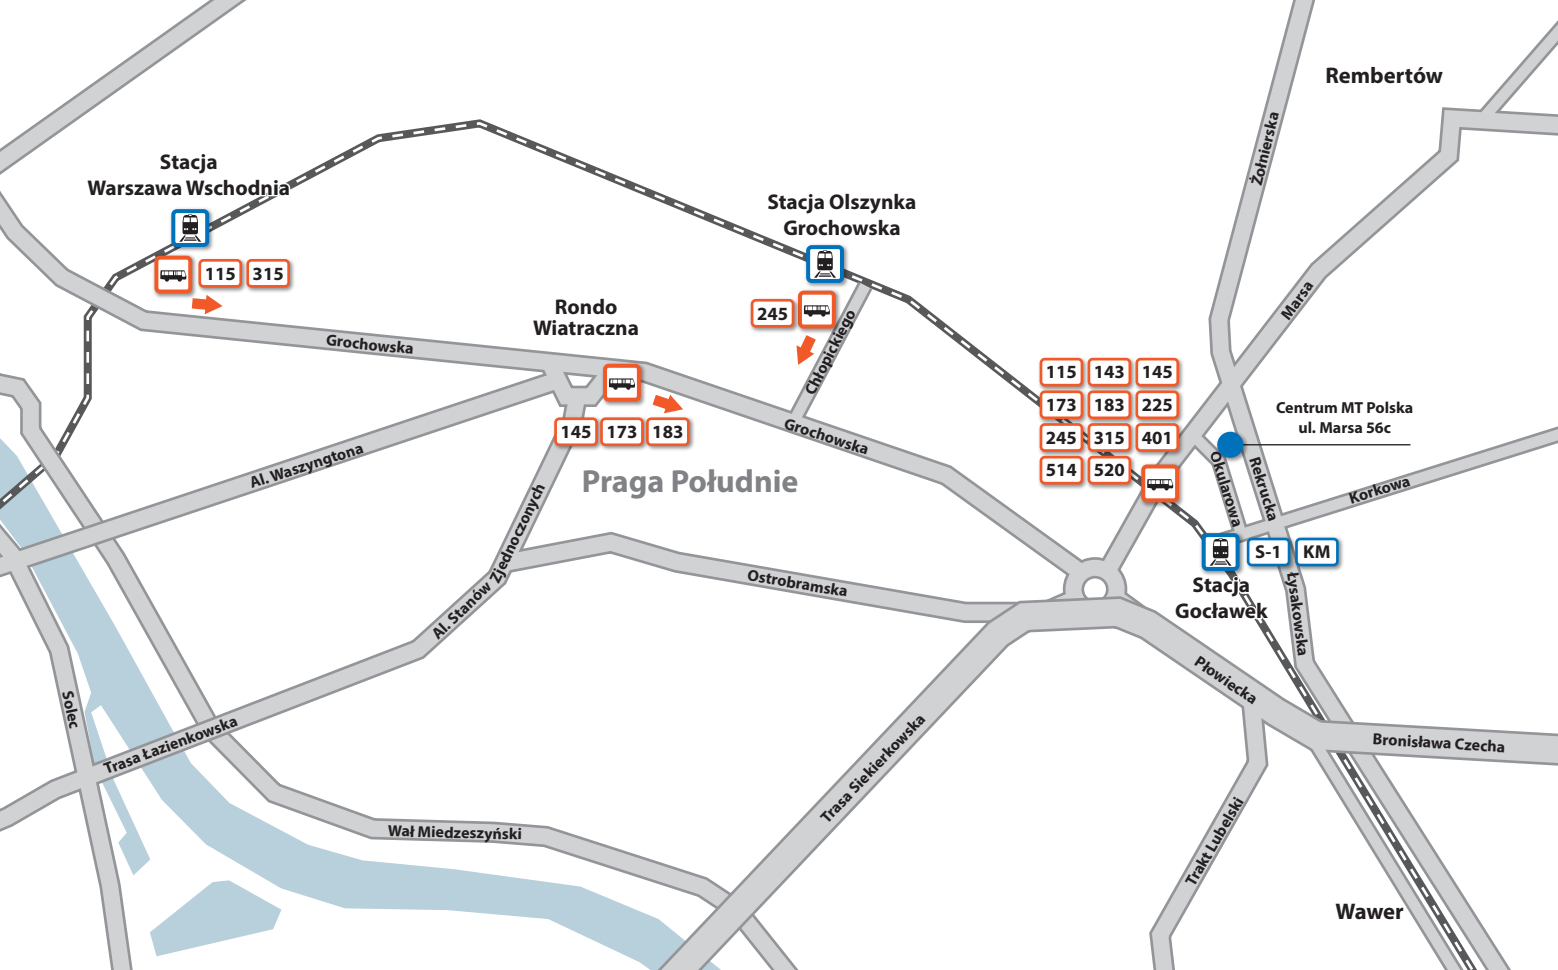 Rembertów
Żołnierska
Stacja
Warszawa Wschodnia
115 315
Stacja Olszynka
Grochowska
245
Chłopickiego
Marsa
Rondo
Wiatraczna
Grochowska
145 173 183
Grochowska
115 143 145
173 183 225
245 315 401
514 520
Centrum MT Polska
ul. Marsa 56c
Okularowa
Rekrucka
Korkowa
Al. Waszyngtona
Praga Południe
Al. Stanów Zjednoczonych
S-1 KM
Stacja
Gocławek
Łysakowska
Ostrobramska
Płowiecka
Solec
Trasa Łazienkowska
Trasa Siekierkowska
Bronisława Czecha
Wał Miedzeszyński
Trakt Lubelski
Wawer